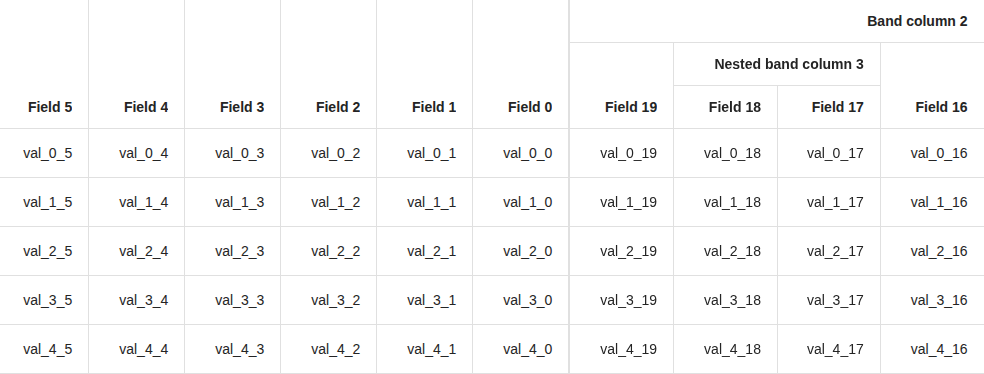 Band column 2
Nested band column 3
Field 5 Field 4 Field 3 Field 2 Field 1 Field 0 Field 19 Field 18 Field 17 Field 16
val_0_5 val_0_4 val_0_3 val_0_2 val_0_1 val_0_0 val_0_19 val_0_18 val_0_17 val_0_16
val_1_5 val_1_4 val_1_3 val_1_2 val_1_1 val_1_0 val_1_19 val_1_18 val_1_17 val_1_16
val_2_5 val_2_4 val_2_3 val_2_2 val_2_1 val_2_0 val_2_19 val_2_18 val_2_17 val_2_16
val_3_5 val_3_4 val_3_3 val_3_2 val_3_1 val_3_0 val_3_19 val_3_18 val_3_17 val_3_16
val_4_5 val_4_4 val_4_3 val_4_2 val_4_1 val_4_0 val_4_19 val_4_18 val_4_17 val_4_16